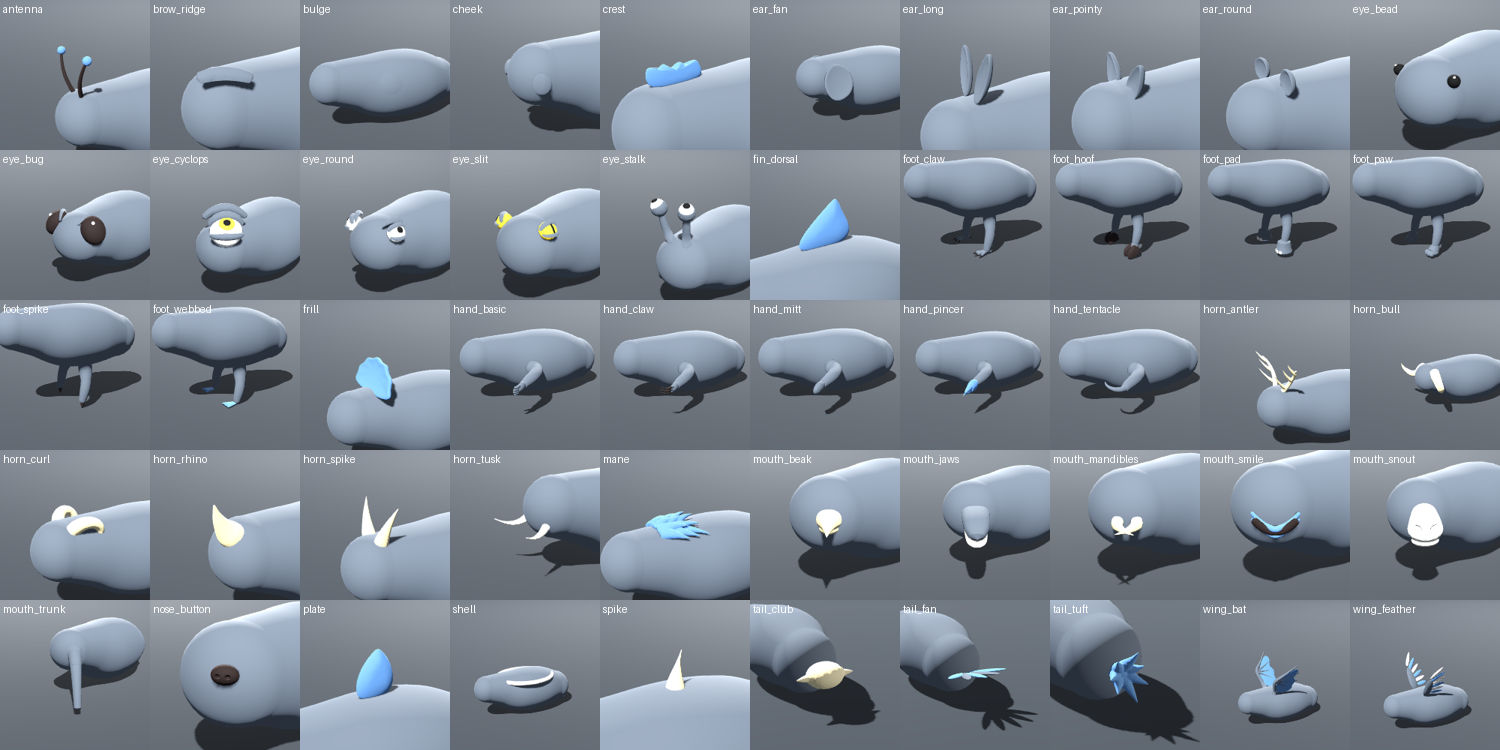 antenna
brow_ridge
bulge
cheek
crest
ear_fan
ear_long
ear_pointy
ear_round
eye_bead
eye_bug
eye_cyclops
eye_round
eye_slit
eye_stalk
fin_dorsal
foot_claw
foot_hoof
foot_pad
foot_paw
foot_spike
foot_webbed
frill
hand_basic
hand_claw
hand_mitt
hand_pincer
hand_tentacle
horn_antler
horn_bull
horn_curl
horn_rhino
horn_spike
horn_tusk
mane
mouth_beak
mouth_jaws
mouth_mandibles
mouth_smile
mouth_snout
mouth_trunk
nose_button
plate
shell
spike
tail_club
tail_fan
tail_tuft
wing_bat
wing_feather